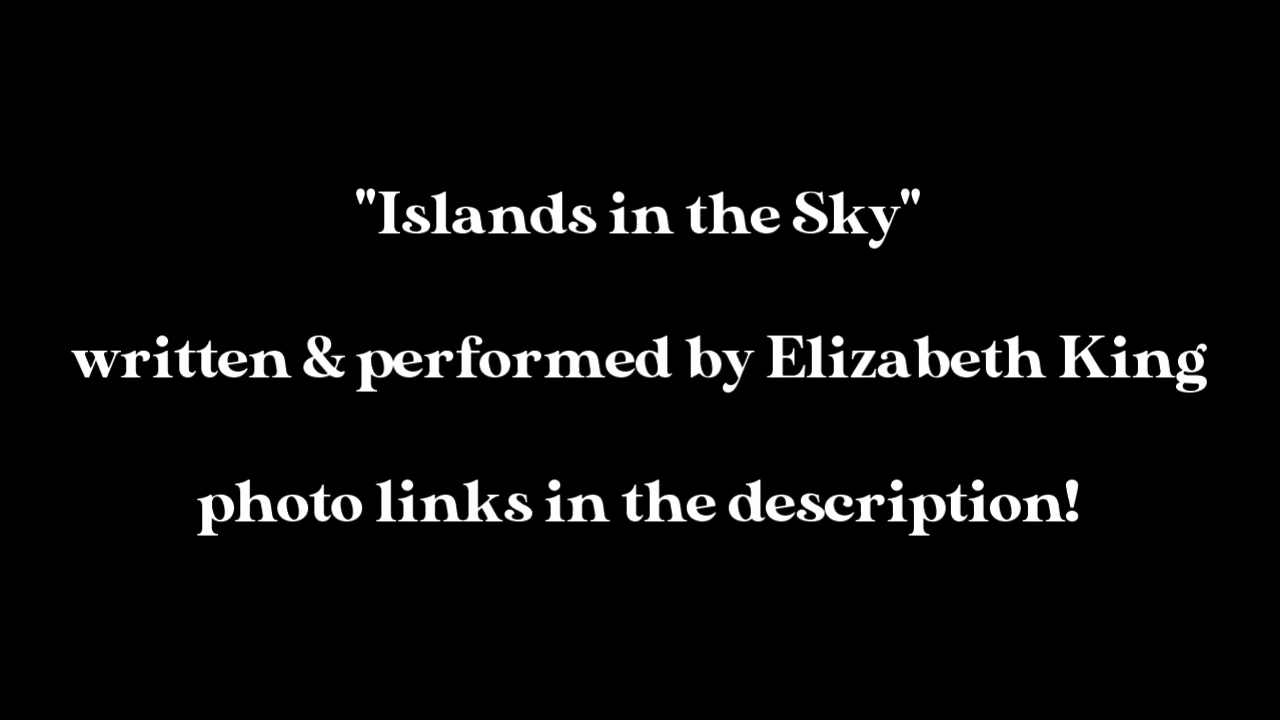 "Islands in the Sky"
written & performed by Elizabeth King
photo links in the description!